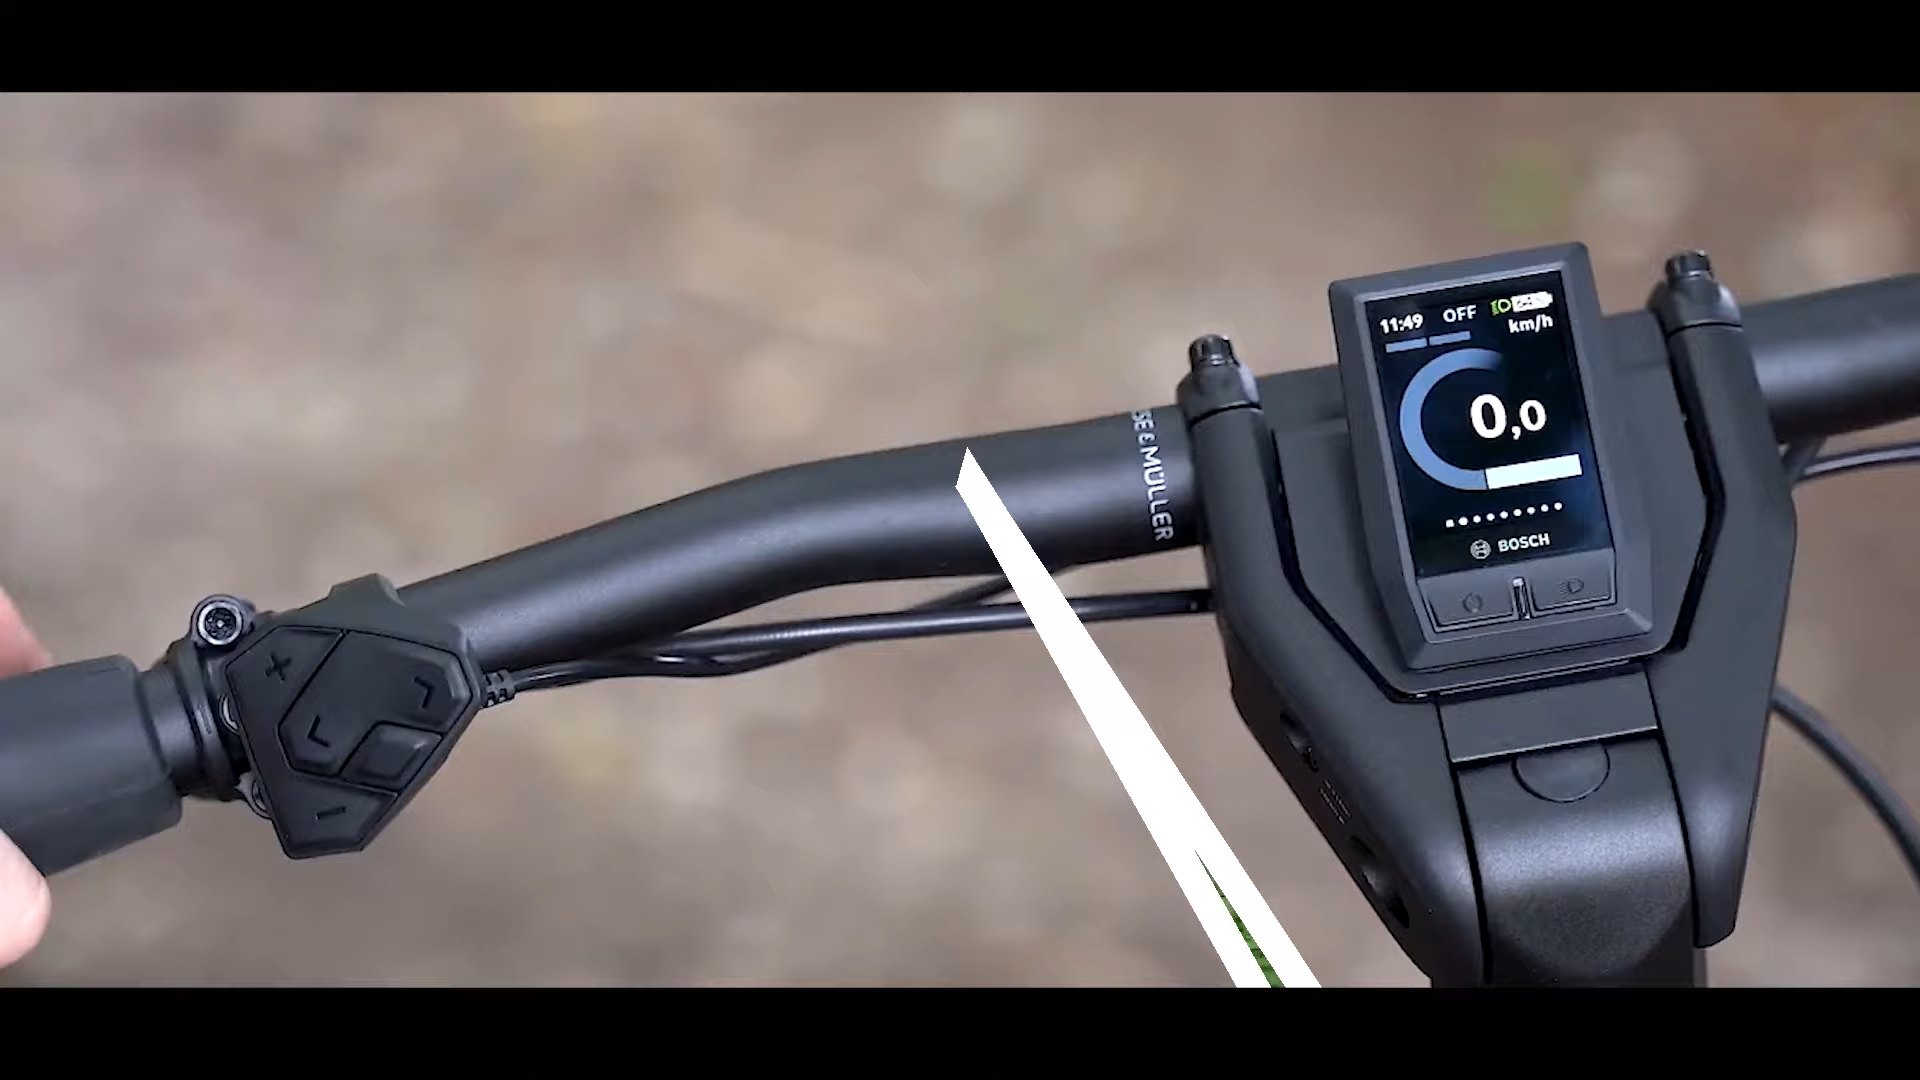 11:49 OFF
km/h
0,0
BOSCH
SE & MÜLLER
+
-